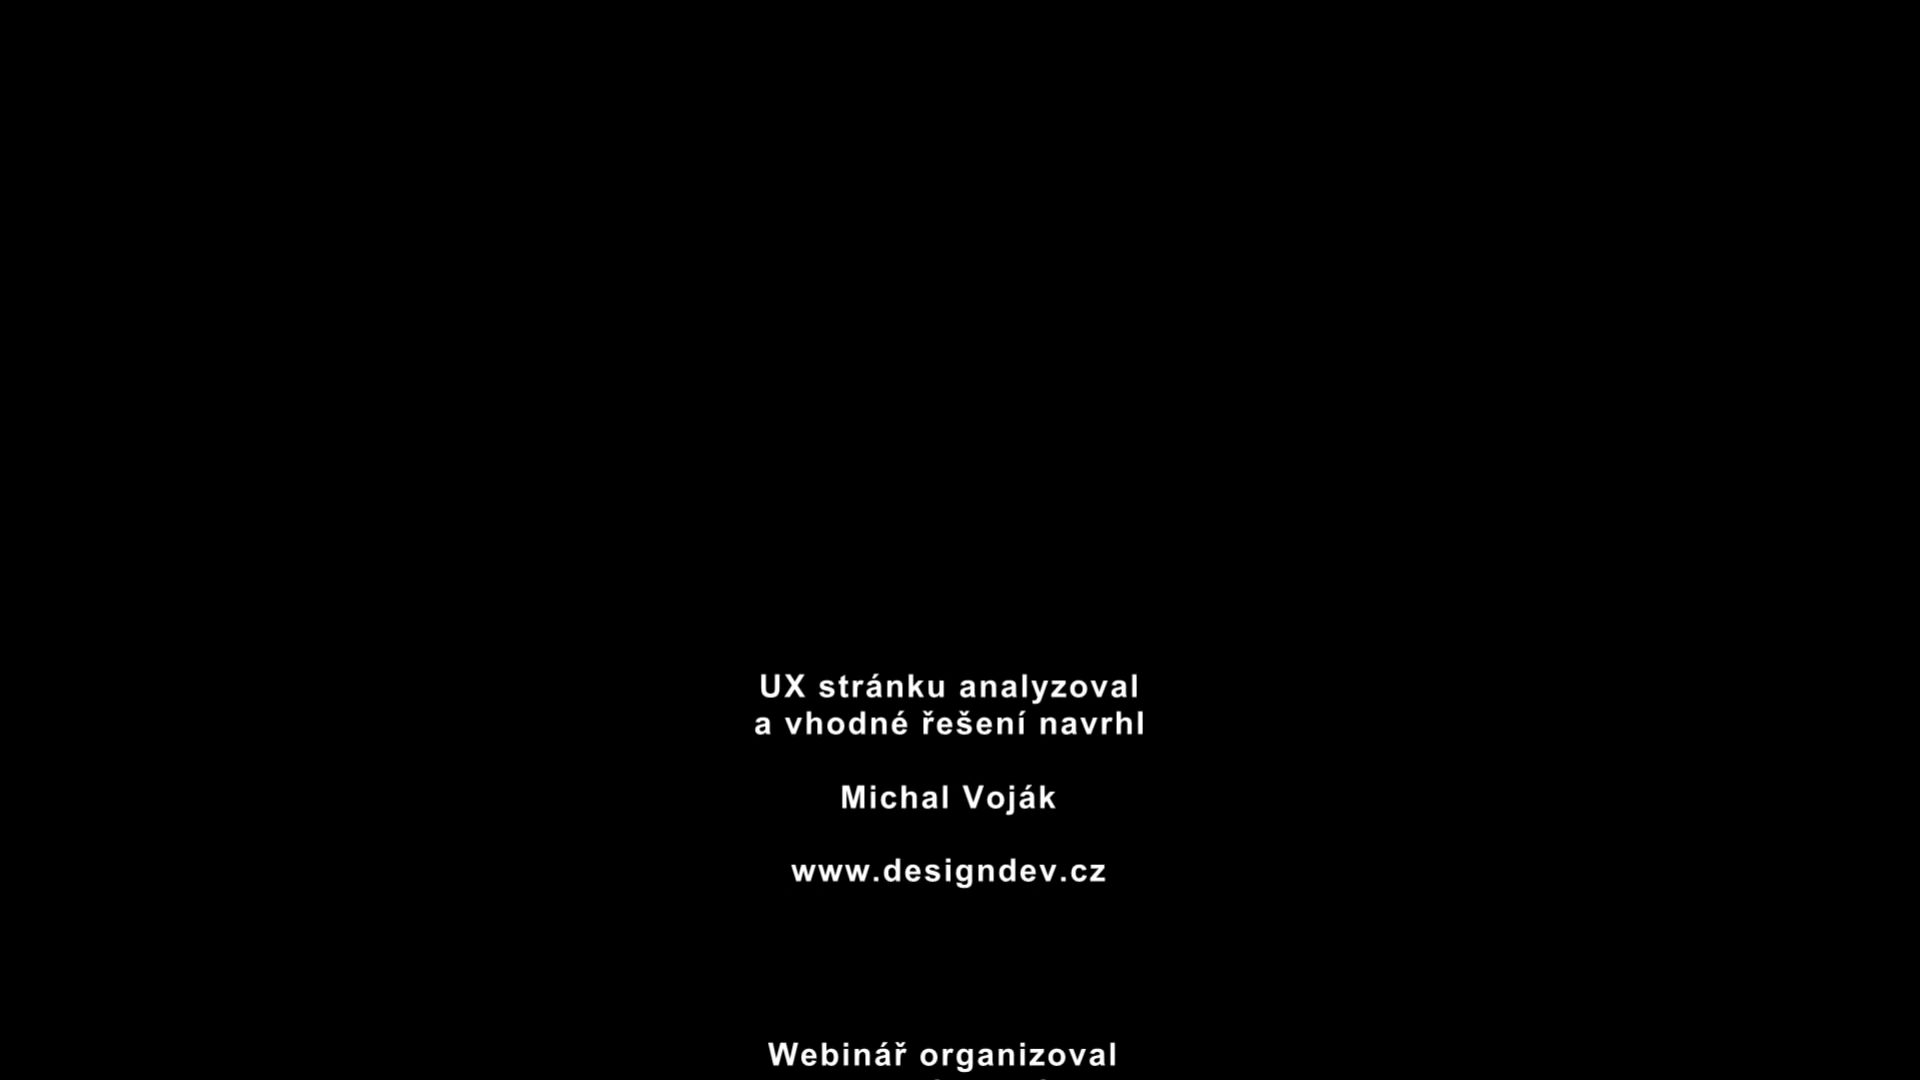 UX stránku analyzoval
a vhodné řešení navrhl
Michal Voják
www.designdev.cz
Webinář organizoval